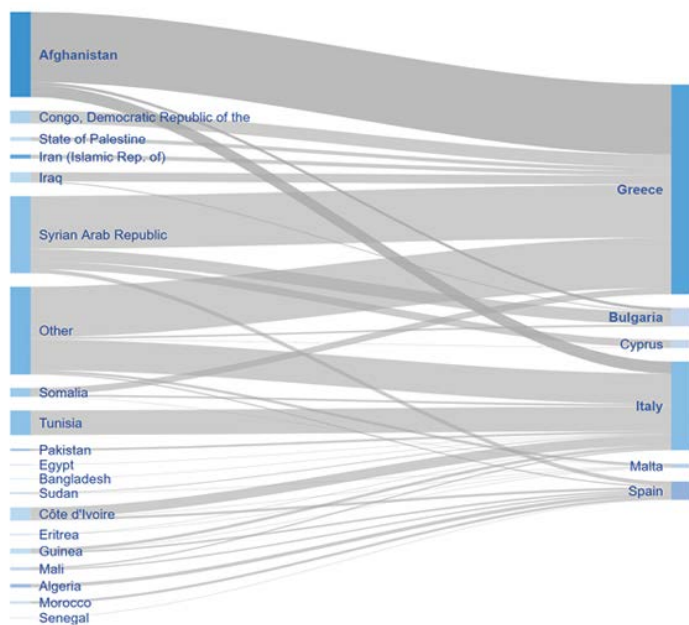 Afghanistan
Congo, Democratic Republic of the
State of Palestine
Iran (Islamic Rep. of)
Iraq
Syrian Arab Republic
Other
Somalia
Tunisia
Pakistan
Egypt
Bangladesh
Sudan
Côte d'Ivoire
Eritrea
Guinea
Mali
Algeria
Morocco
Senegal
Greece
Bulgaria
Cyprus
Italy
Malta
Spain